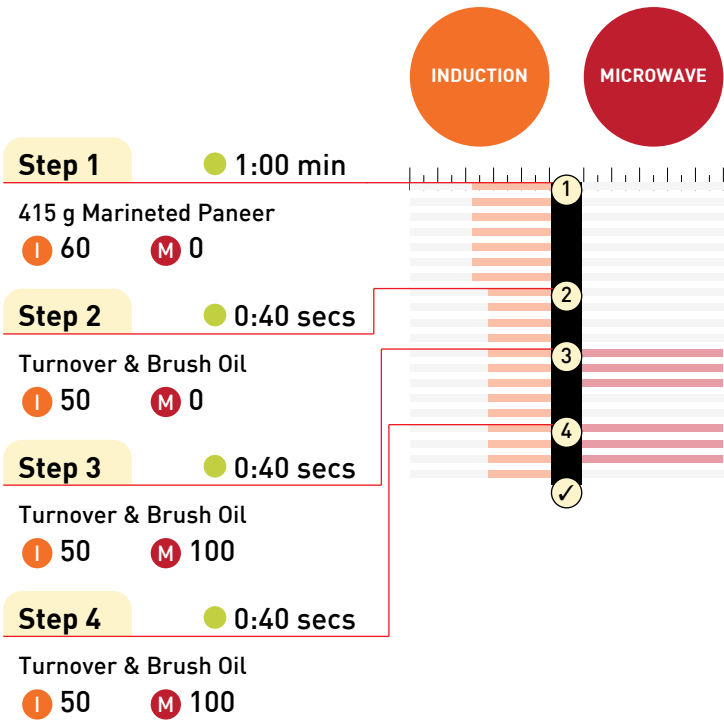 INDUCTION MICROWAVE
Step 1 1:00 min
415 g Marineted Paneer
I 60 M 0
Step 2 0:40 secs
Turnover & Brush Oil
I 50 M 0
Step 3 0:40 secs
Turnover & Brush Oil
I 50 M 100
Step 4 0:40 secs
Turnover & Brush Oil
I 50 M 100
1
2
3
4
✓